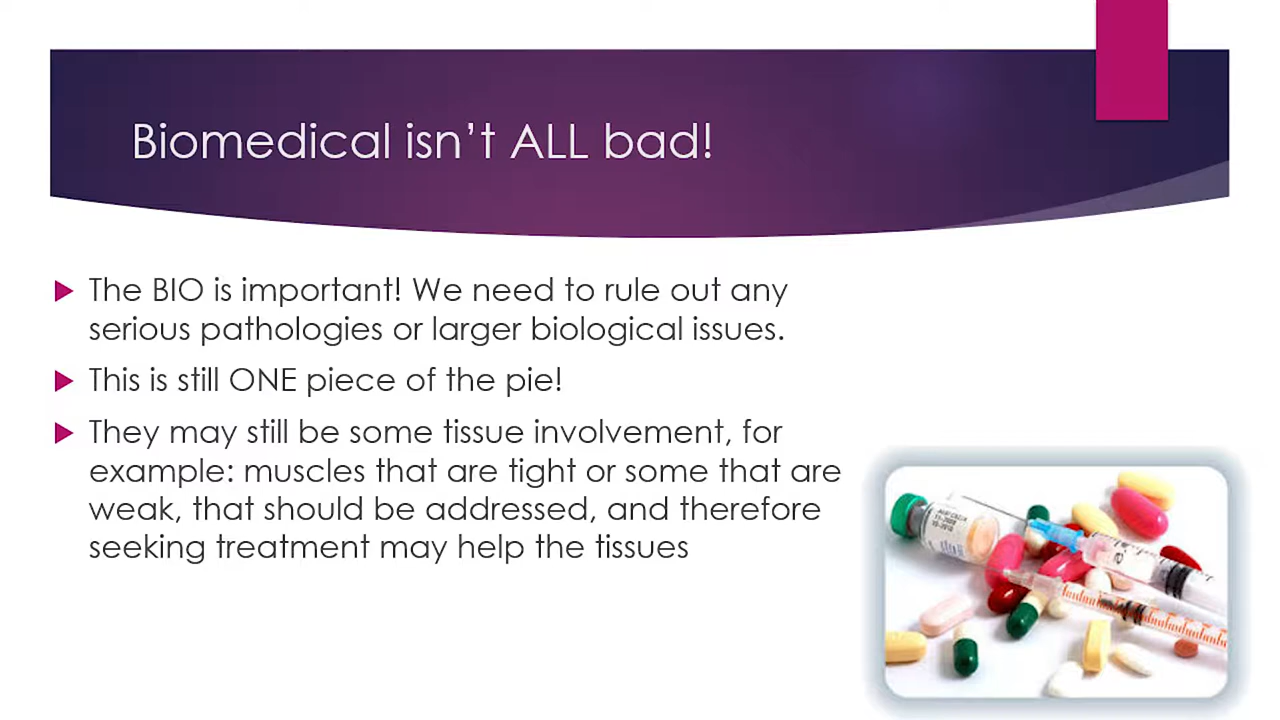 Biomedical isn’t ALL bad!
The BIO is important! We need to rule out any
serious pathologies or larger biological issues.
This is still ONE piece of the pie!
They may still be some tissue involvement, for
example: muscles that are tight or some that are
weak, that should be addressed, and therefore
seeking treatment may help the tissues